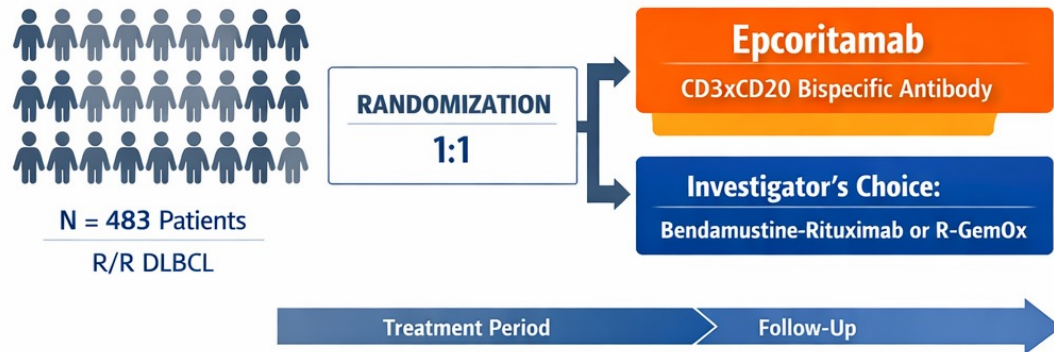 N = 483 Patients
R/R DLBCL
RANDOMIZATION
1:1
Epcoritamab
CD3xCD20 Bispecific Antibody
Investigator's Choice:
Bendamustine-Rituximab or R-GemOx
Treatment Period
Follow-Up